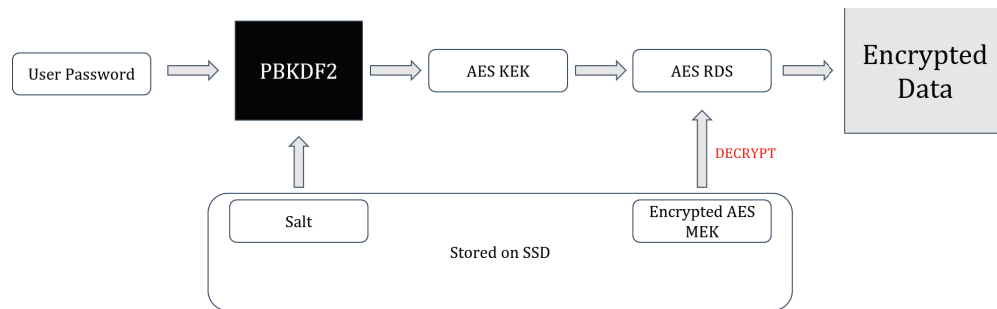 User Password
PBKDF2
AES KEK
AES RDS
Encrypted
Data
DECRYPT
Salt
Encrypted AES
MEK
Stored on SSD